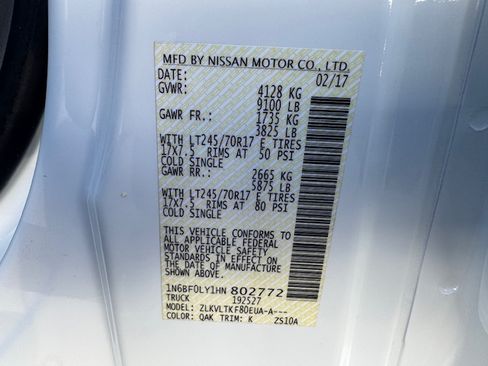 MFD BY NISSAN MOTOR CO., LTD.
DATE: 02/17
GVWR: 4128 KG
9100 LB
GAWR FR.: 1735 KG
3825 LB
WITH LT245/70R17 E TIRES
17X7.5 RIMS AT 50 PSI
COLD SINGLE
GAWR RR.: 2665 KG
5875 LB
WITH LT245/70R17 E TIRES
17X7.5 RIMS AT 80 PSI
COLD SINGLE
THIS VEHICLE CONFORMS TO
ALL APPLICABLE FEDERAL
MOTOR VEHICLE SAFETY
STANDARDS IN EFFECT ON
THE DATE OF MANUFACTURE
SHOWN ABOVE.
1N6BF0LY1HN 802772
TRUCK 192527
MODEL: ZLKVLTKF80EUA-A---
COLOR: QAK TRIM: K ZS10A